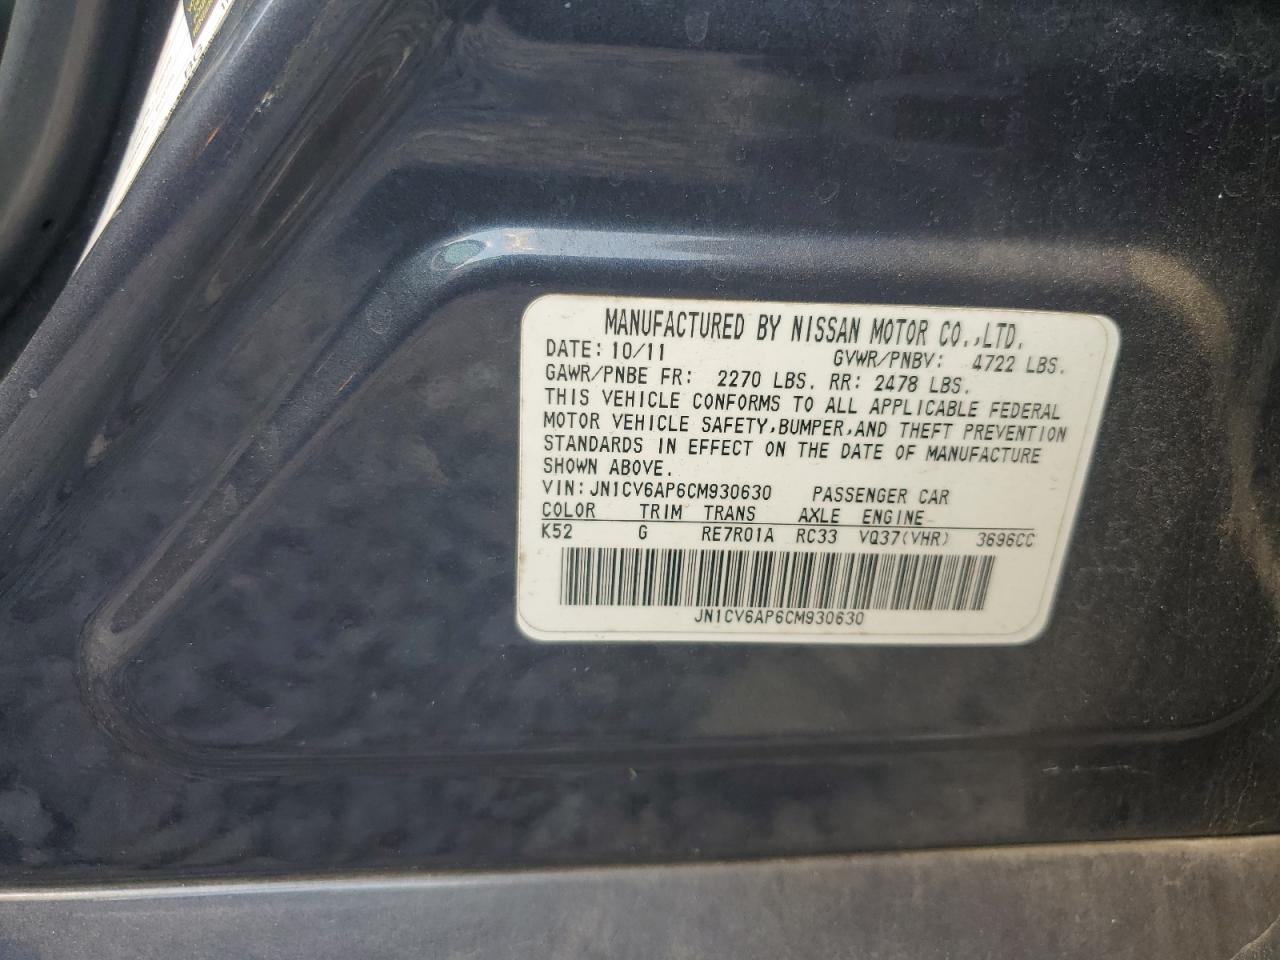 MANUFACTURED BY NISSAN MOTOR CO.,LTD.
DATE: 10/11 GVWR/PNBV: 4722 LBS.
GAWR/PNBE FR: 2270 LBS. RR: 2478 LBS.
THIS VEHICLE CONFORMS TO ALL APPLICABLE FEDERAL
MOTOR VEHICLE SAFETY,BUMPER,AND THEFT PREVENTION
STANDARDS IN EFFECT ON THE DATE OF MANUFACTURE
SHOWN ABOVE.
VIN: JN1CV6AP6CM930630 PASSENGER CAR
COLOR TRIM TRANS AXLE ENGINE
K52 G RE7R01A RC33 VQ37(VHR) 3696CC
JN1CV6AP6CM930630